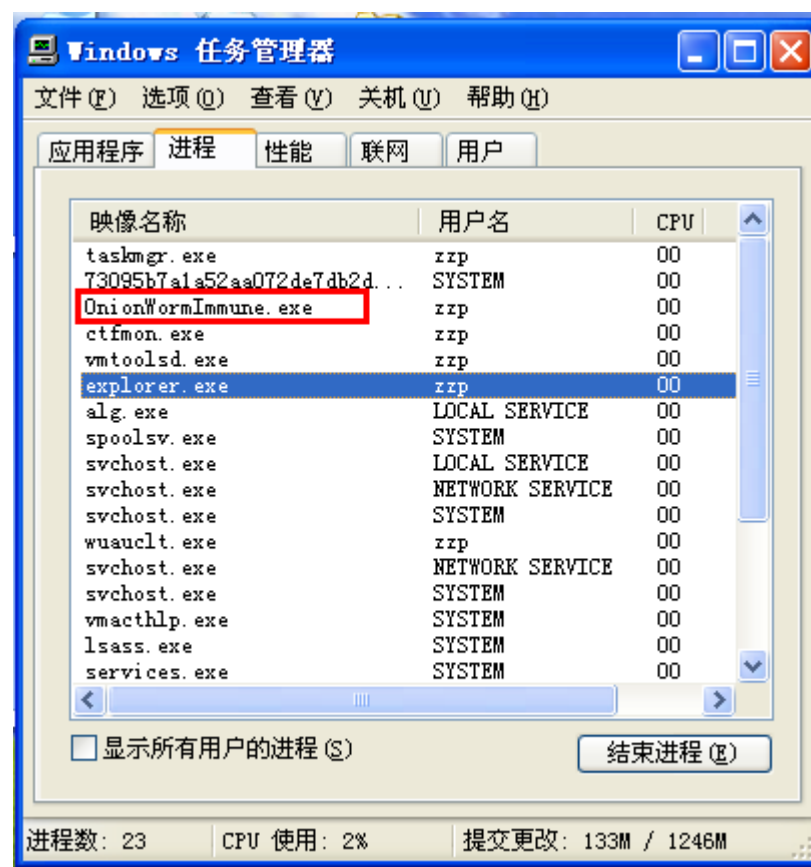 Windows 任务管理器
文件(F) 选项(O) 查看(V) 关机(U) 帮助(H)
应用程序 进程 性能 联网 用户
映像名称 用户名 CPU
taskmgr.exe zzp 00
73095b7a1a52aa072de7db2d... SYSTEM 00
OnionWormImmune.exe zzp 00
ctfmon.exe zzp 00
vmtoolsd.exe zzp 00
explorer.exe zzp 00
alg.exe LOCAL SERVICE 00
spoolsv.exe SYSTEM 00
svchost.exe LOCAL SERVICE 00
svchost.exe NETWORK SERVICE 00
svchost.exe SYSTEM 00
wuauclt.exe zzp 00
svchost.exe NETWORK SERVICE 00
svchost.exe SYSTEM 00
vmacthlp.exe SYSTEM 00
lsass.exe SYSTEM 00
services.exe SYSTEM 00
显示所有用户的进程(S) 结束进程(E)
进程数: 23 CPU 使用: 2% 提交更改: 133M / 1246M